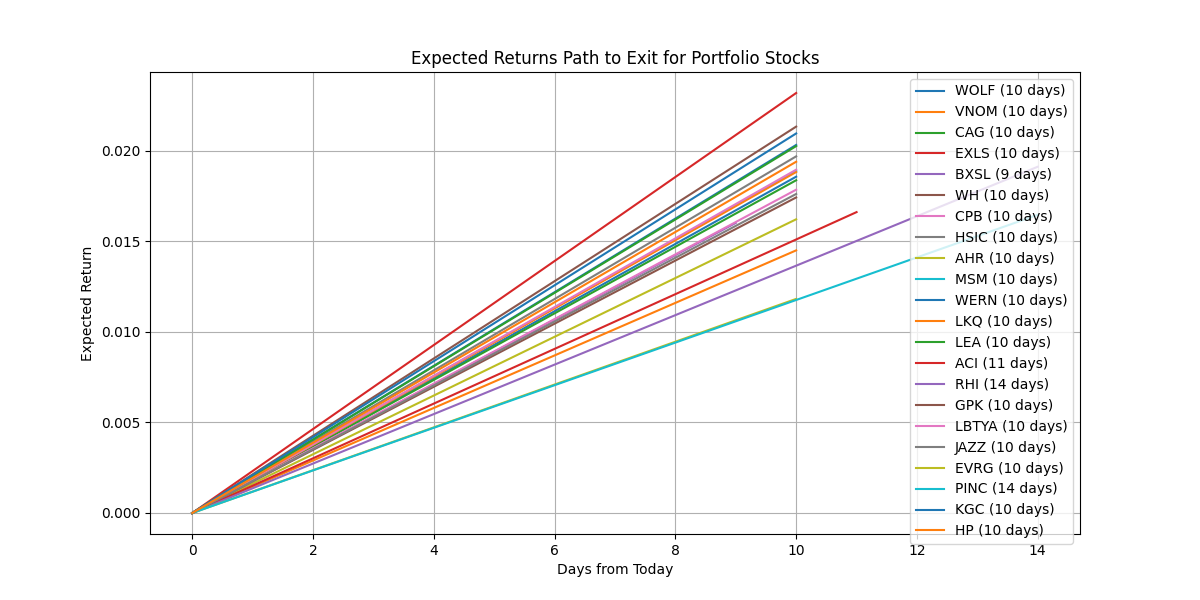 Expected Returns Path to Exit for Portfolio Stocks
Expected Return
0.020
0.015
0.010
0.005
0.000
0
2
4
6
8
10
12
14
Days from Today
WOLF (10 days)
VNOM (10 days)
CAG (10 days)
EXLS (10 days)
BXSL (9 days)
WH (10 days)
CPB (10 days)
HSIC (10 days)
AHR (10 days)
MSM (10 days)
WERN (10 days)
LKQ (10 days)
LEA (10 days)
ACI (11 days)
RHI (14 days)
GPK (10 days)
LBTYA (10 days)
JAZZ (10 days)
EVRG (10 days)
PINC (14 days)
KGC (10 days)
HP (10 days)